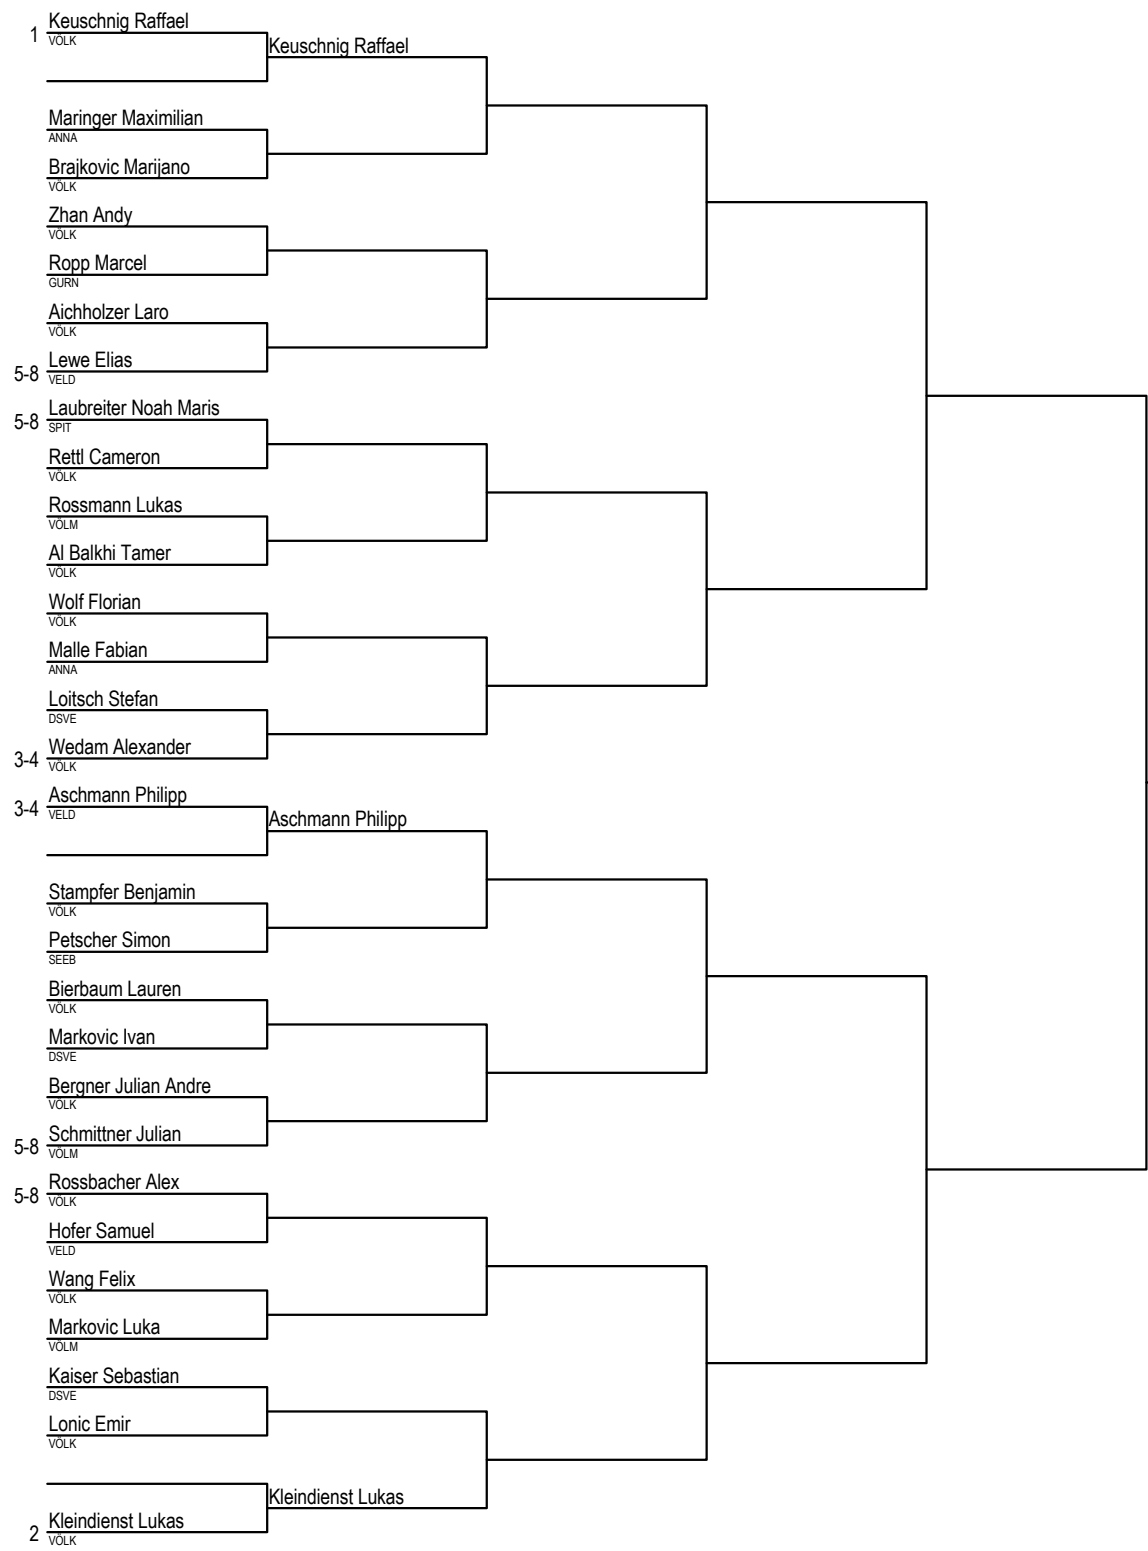 Keuschnig Raffael
1
VÖLK
Keuschnig Raffael
Maringer Maximilian
ANNA
Brajkovic Marijano
VÖLK
Zhan Andy
VÖLK
Ropp Marcel
GURN
Aichholzer Laro
VÖLK
Lewe Elias
5-8
VELD
Laubreiter Noah Maris
5-8
SPIT
Rettl Cameron
VÖLK
Rossmann Lukas
VÖLM
Al Balkhi Tamer
VÖLK
Wolf Florian
VÖLK
Malle Fabian
ANNA
Loitsch Stefan
DSVE
Wedam Alexander
3-4
VÖLK
Aschmann Philipp
3-4
VELD
Aschmann Philipp
Stampfer Benjamin
VÖLK
Petscher Simon
SEEB
Bierbaum Lauren
VÖLK
Markovic Ivan
DSVE
Bergner Julian Andre
VÖLK
Schmittner Julian
5-8
VÖLM
Rossbacher Alex
5-8
VÖLK
Hofer Samuel
VELD
Wang Felix
VÖLK
Markovic Luka
VÖLM
Kaiser Sebastian
DSVE
Lonic Emir
VÖLK
Kleindienst Lukas
Kleindienst Lukas
2
VÖLK